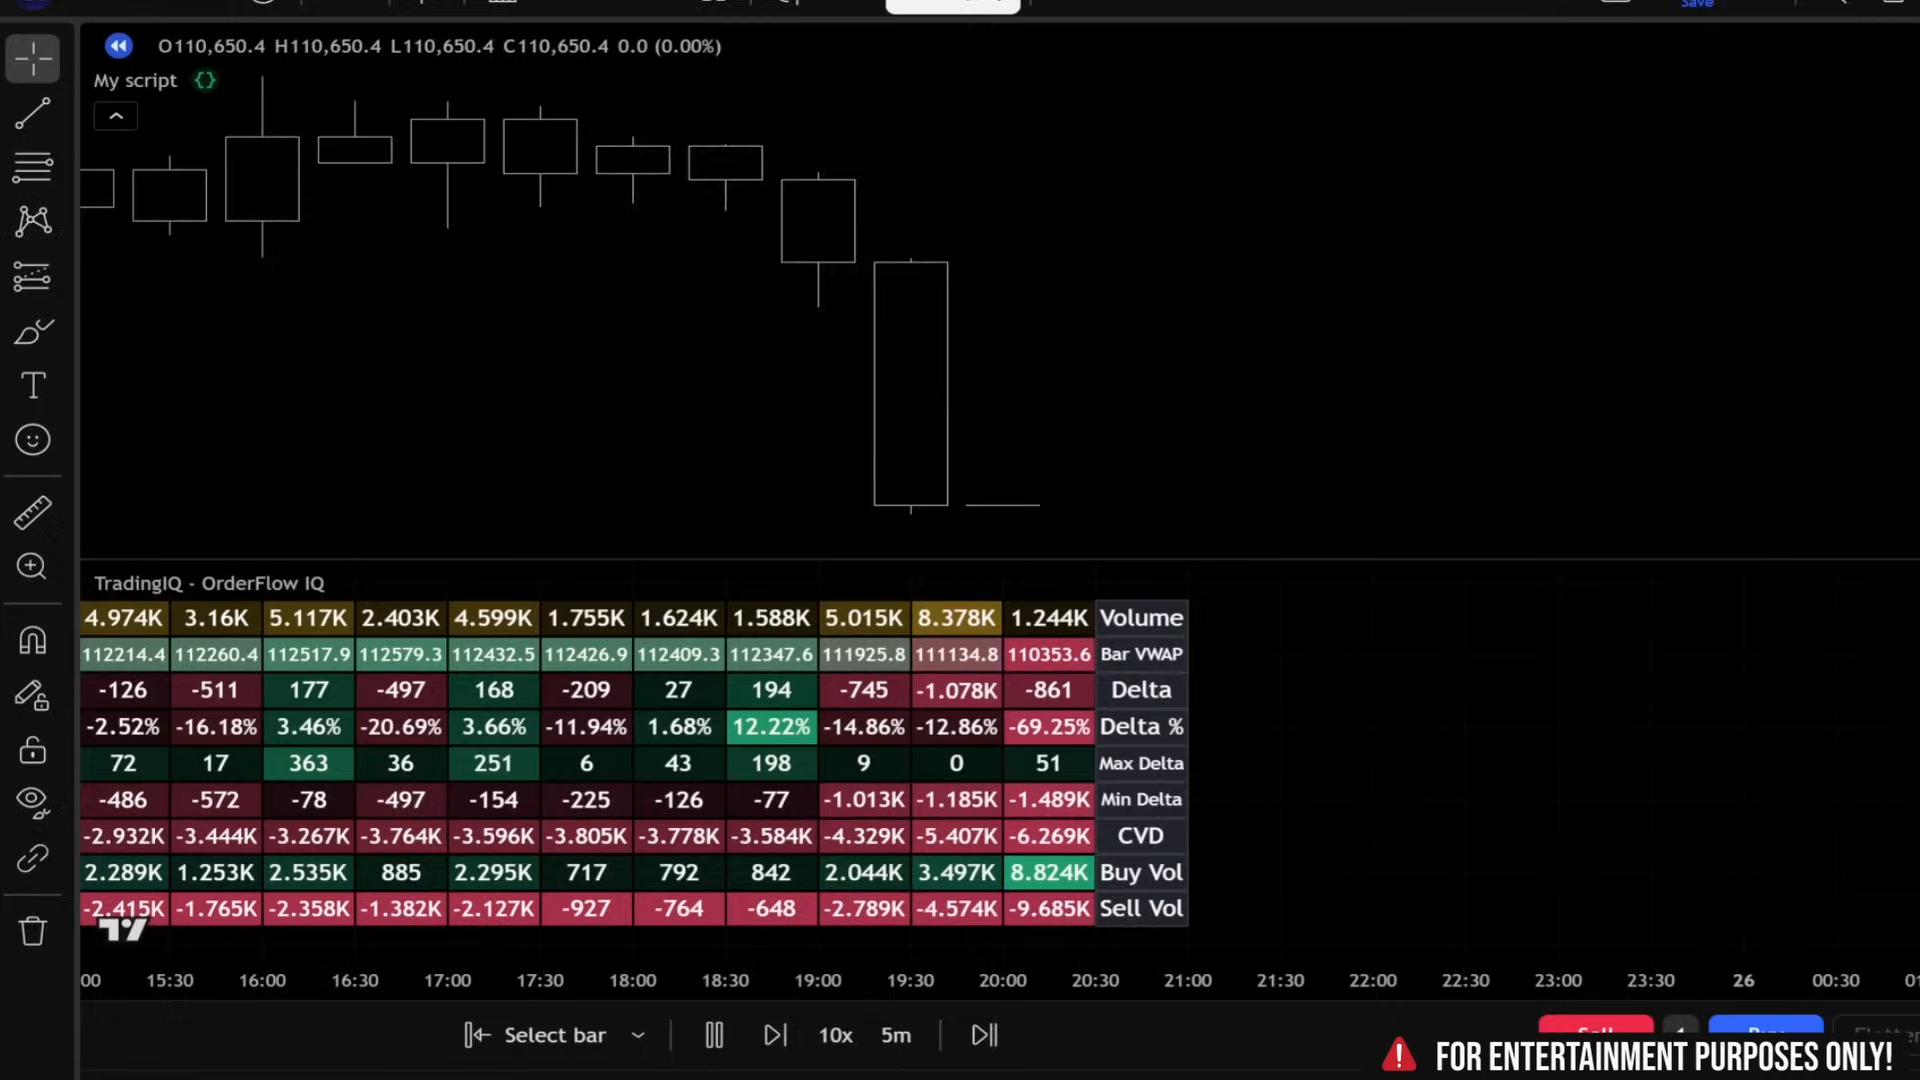 Save
O110,650.4 H110,650.4 L110,650.4 C110,650.4 0.0 (0.00%)
My script {}
TradingIQ - OrderFlow IQ
4.974K 3.16K 5.117K 2.403K 4.599K 1.755K 1.624K 1.588K 5.015K 8.378K 1.244K Volume
112214.4 112260.4 112517.9 112579.3 112432.5 112426.9 112409.3 112347.6 111925.8 111134.8 110353.6 Bar VWAP
-126 -511 177 -497 168 -209 27 194 -745 -1.078K -861 Delta
-2.52% -16.18% 3.46% -20.69% 3.66% -11.94% 1.68% 12.22% -14.86% -12.86% -69.25% Delta %
72 17 363 36 251 6 43 198 9 0 51 Max Delta
-486 -572 -78 -497 -154 -225 -126 -77 -1.013K -1.185K -1.489K Min Delta
-2.932K -3.444K -3.267K -3.764K -3.596K -3.805K -3.778K -3.584K -4.329K -5.407K -6.269K CVD
2.289K 1.253K 2.535K 885 2.295K 717 792 842 2.044K 3.497K 8.824K Buy Vol
-2.415K -1.765K -2.358K -1.382K -2.127K -927 -764 -648 -2.789K -4.574K -9.685K Sell Vol
00 15:30 16:00 16:30 17:00 17:30 18:00 18:30 19:00 19:30 20:00 20:30 21:00 21:30 22:00 22:30 23:00 23:30 26 00:30 01
Select bar 10x 5m
Sell Buy
FOR ENTERTAINMENT PURPOSES ONLY!